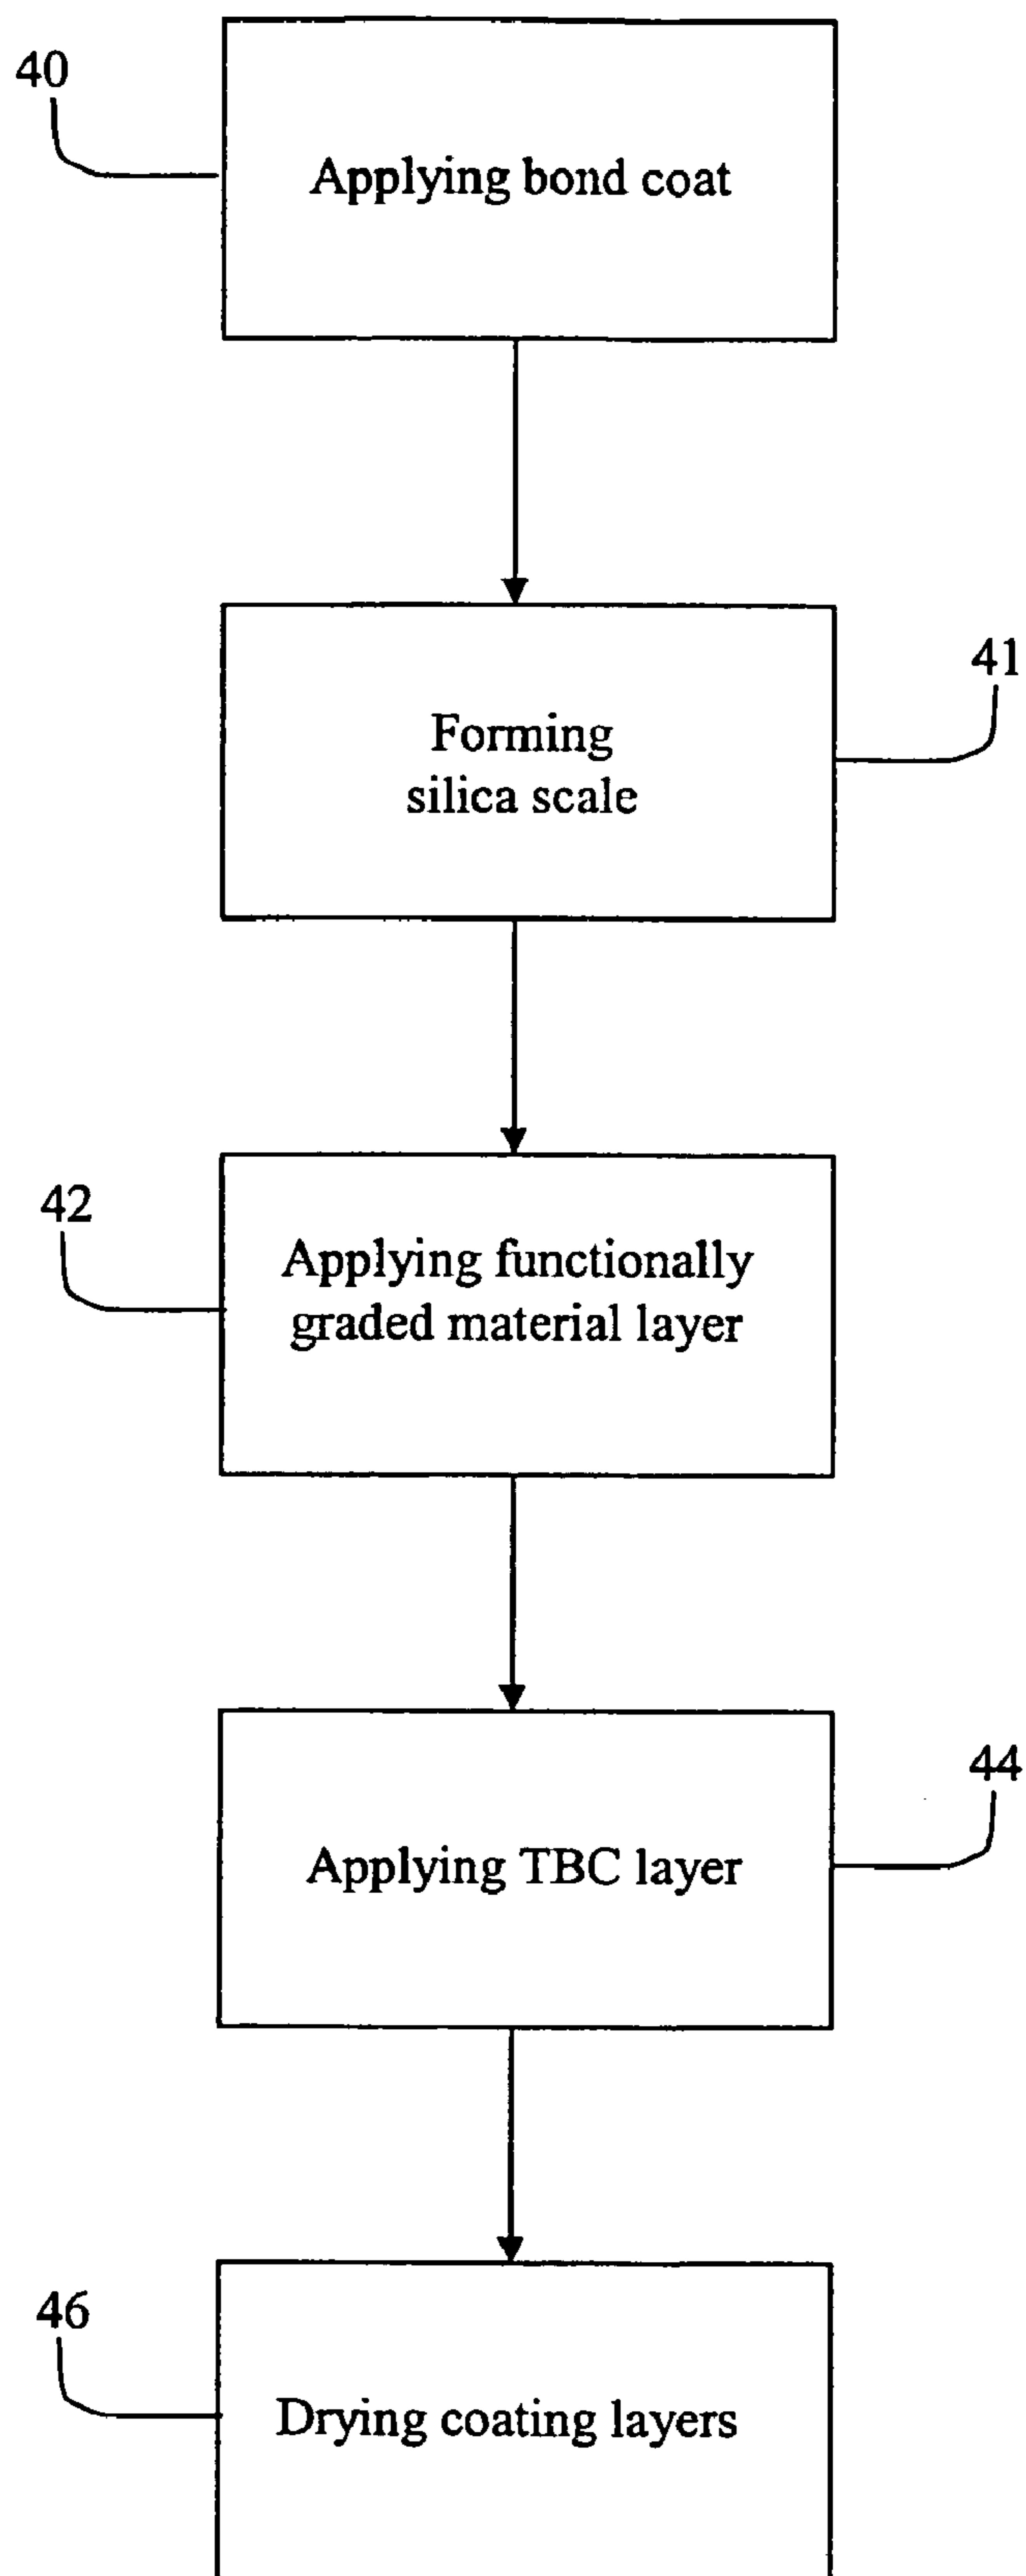 40
Applying bond coat
41
Forming
silica scale
42
Applying functionally
graded material layer
44
Applying TBC layer
46
Drying coating layers